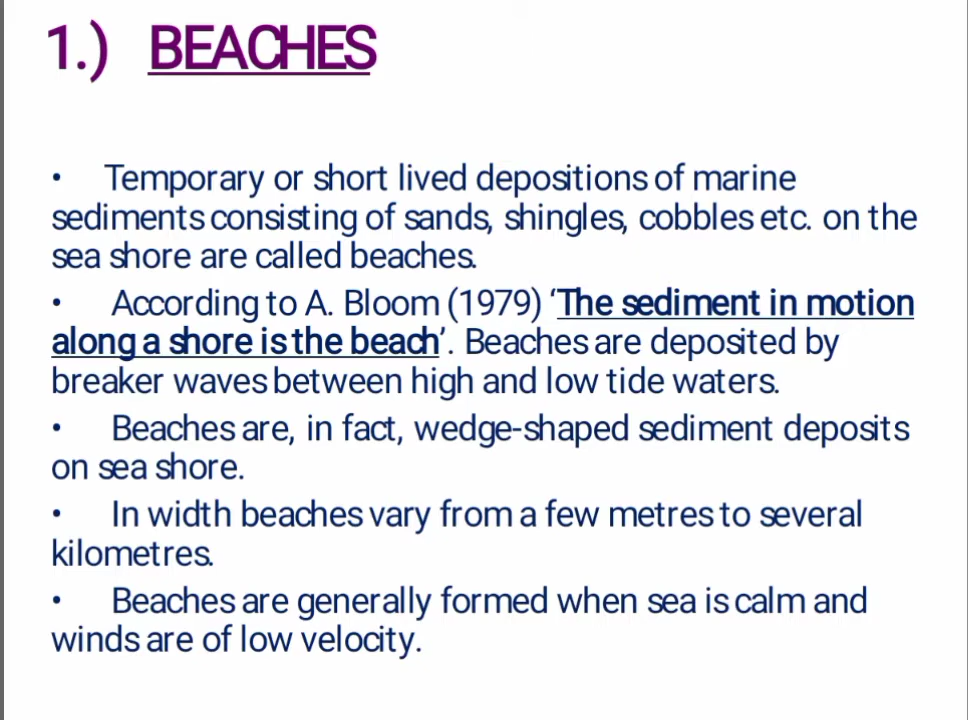 1.) BEACHES
• Temporary or short lived depositions of marine
sediments consisting of sands, shingles, cobbles etc. on the
sea shore are called beaches.
• According to A. Bloom (1979) ‘The sediment in motion
along a shore is the beach’. Beaches are deposited by
breaker waves between high and low tide waters.
• Beaches are, in fact, wedge-shaped sediment deposits
on sea shore.
• In width beaches vary from a few metres to several
kilometres.
• Beaches are generally formed when sea is calm and
winds are of low velocity.